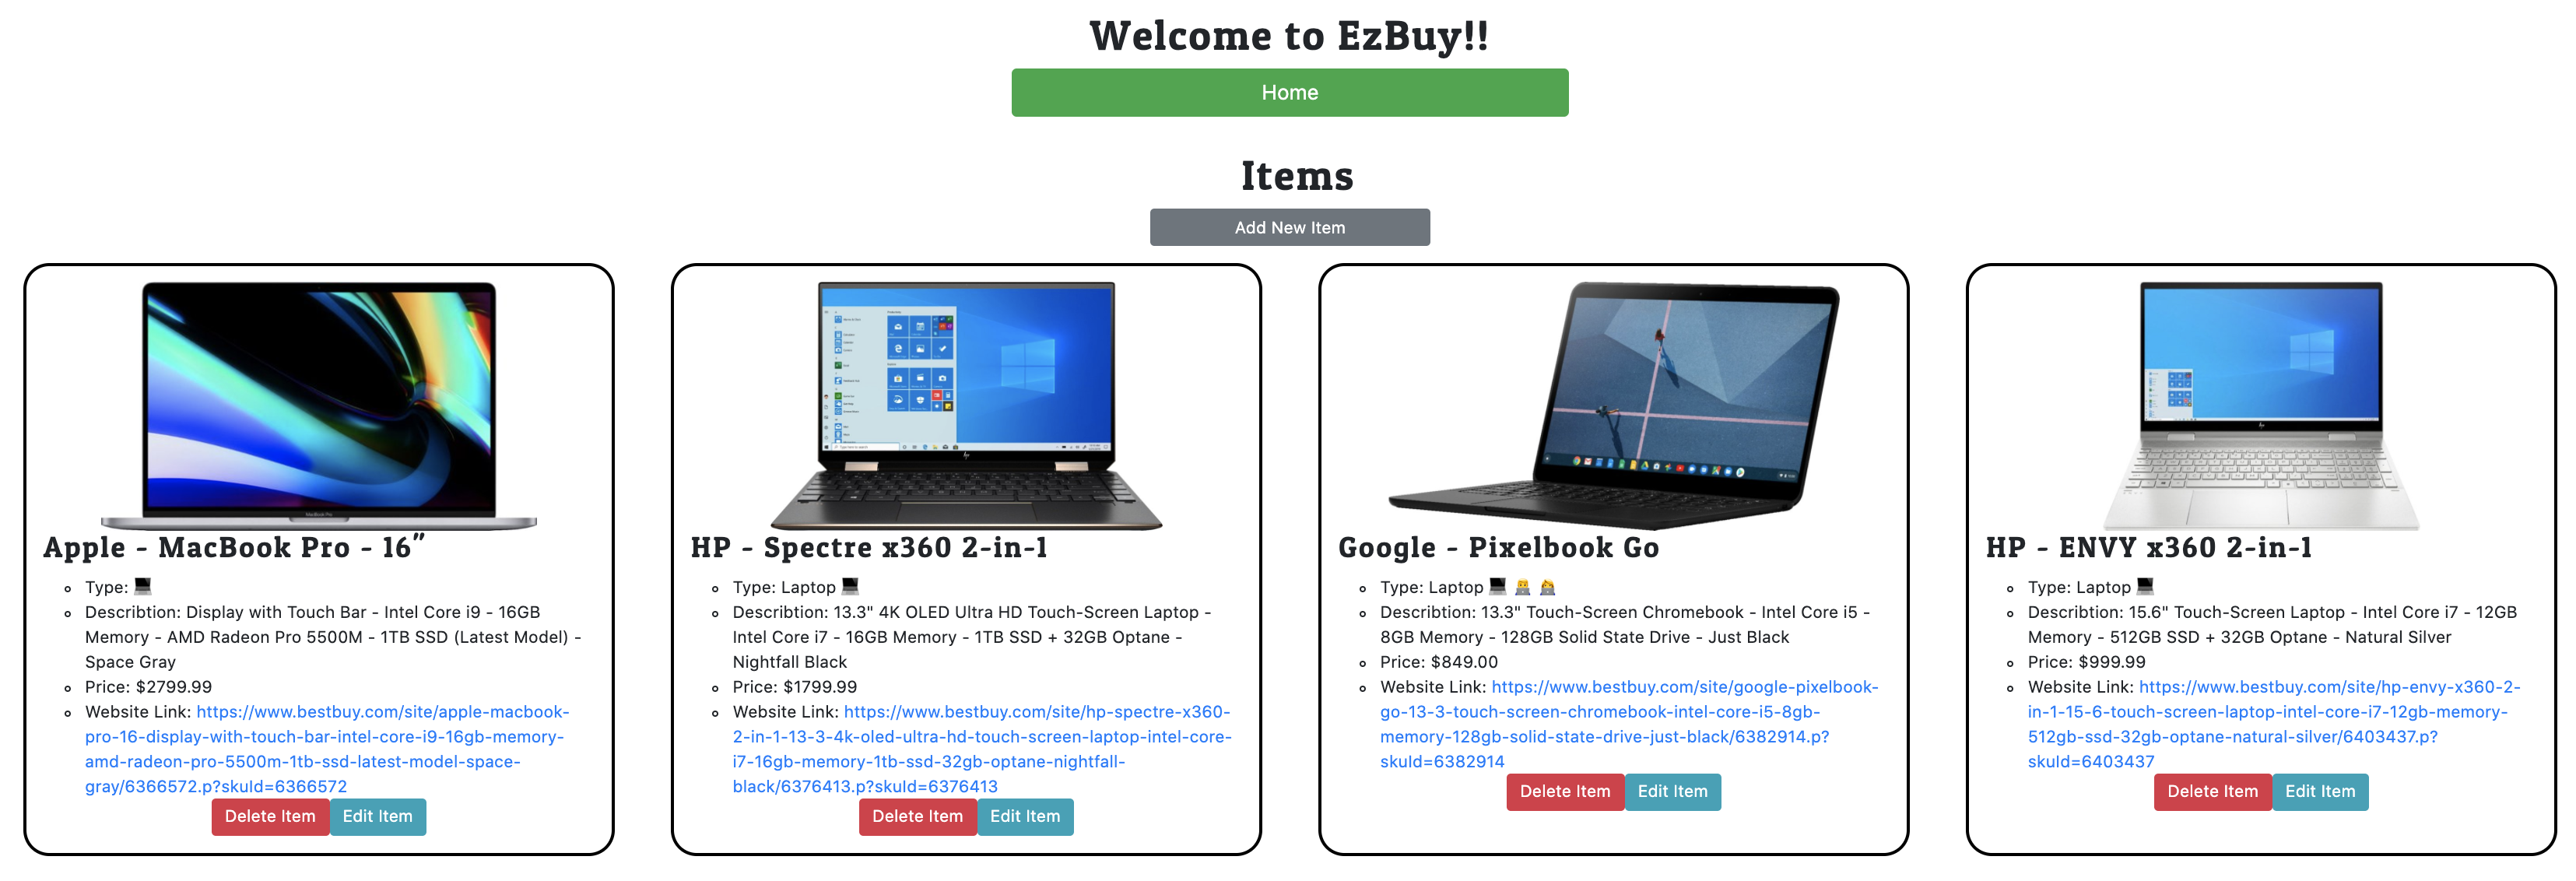 Welcome to EzBuy!!
Home
Items
Add New Item
Apple - MacBook Pro - 16”
Type: 💻
Describtion: Display with Touch Bar - Intel Core i9 - 16GB
Memory - AMD Radeon Pro 5500M - 1TB SSD (Latest Model) -
Space Gray
Price: $2799.99
Website Link: https://www.bestbuy.com/site/apple-macbook-
pro-16-display-with-touch-bar-intel-core-i9-16gb-memory-
amd-radeon-pro-5500m-1tb-ssd-latest-model-space-
gray/6366572.p?skuId=6366572
Delete Item Edit Item
HP - Spectre x360 2-in-1
Type: Laptop 💻
Describtion: 13.3" 4K OLED Ultra HD Touch-Screen Laptop -
Intel Core i7 - 16GB Memory - 1TB SSD + 32GB Optane -
Nightfall Black
Price: $1799.99
Website Link: https://www.bestbuy.com/site/hp-spectre-x360-
2-in-1-13-3-4k-oled-ultra-hd-touch-screen-laptop-intel-core-
i7-16gb-memory-1tb-ssd-32gb-optane-nightfall-
black/6376413.p?skuId=6376413
Delete Item Edit Item
Google - Pixelbook Go
Type: Laptop 💻 👨‍💻 👩‍💻
Describtion: 13.3" Touch-Screen Chromebook - Intel Core i5 -
8GB Memory - 128GB Solid State Drive - Just Black
Price: $849.00
Website Link: https://www.bestbuy.com/site/google-pixelbook-
go-13-3-touch-screen-chromebook-intel-core-i5-8gb-
memory-128gb-solid-state-drive-just-black/6382914.p?
skuId=6382914
Delete Item Edit Item
HP - ENVY x360 2-in-1
Type: Laptop 💻
Describtion: 15.6" Touch-Screen Laptop - Intel Core i7 - 12GB
Memory - 512GB SSD + 32GB Optane - Natural Silver
Price: $999.99
Website Link: https://www.bestbuy.com/site/hp-envy-x360-2-
in-1-15-6-touch-screen-laptop-intel-core-i7-12gb-memory-
512gb-ssd-32gb-optane-natural-silver/6403437.p?
skuId=6403437
Delete Item Edit Item